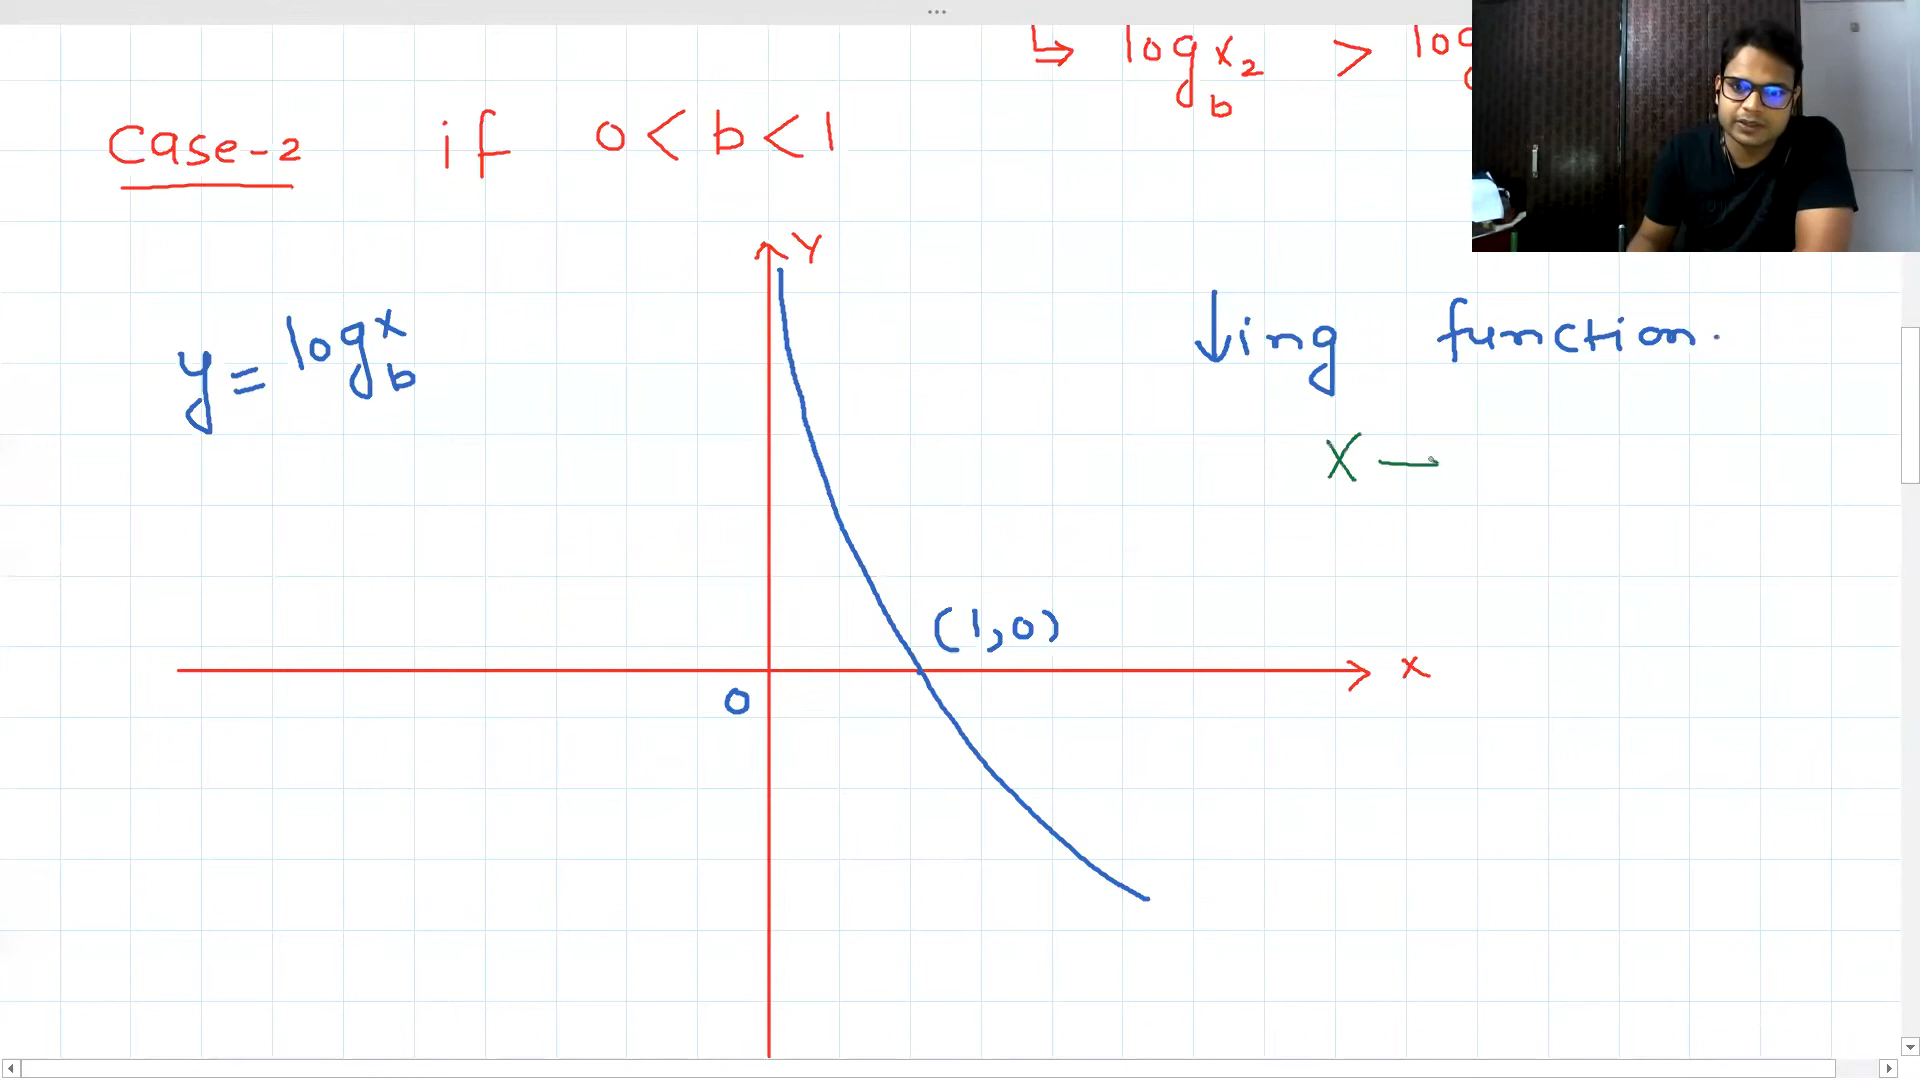 ↳ log_b x₂ > log
Case-2 if 0 < b < 1
Y
y = log_b x
↓ing function.
X —
(1,0)
x
0